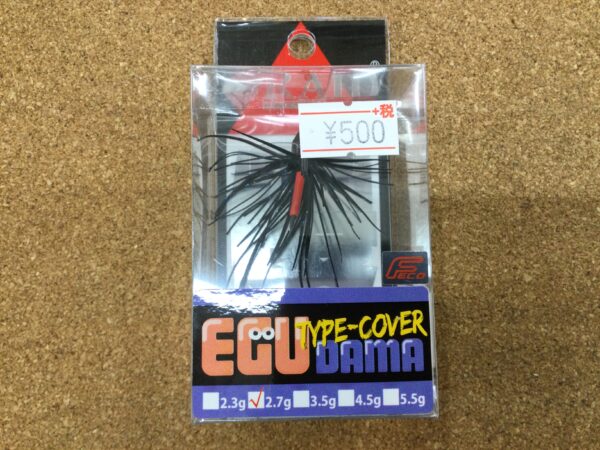 ®
+税
¥500
FECO
TYPE-COVER
EGU DAMA
2.3g 2.7g 3.5g 4.5g 5.5g